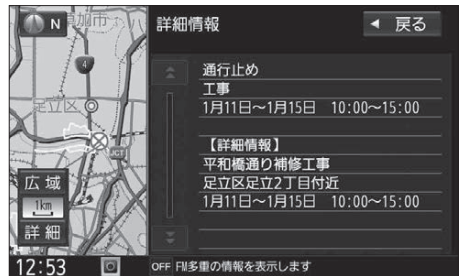 N
草加市
詳細情報
戻る
4
通行止め
工事
1月11日～1月15日 10:00～15:00
足立区
【詳細情報】
平和橋通り補修工事
足立区足立2丁目付近
1月11日～1月15日 10:00～15:00
広域
1km
詳細
12:53
OFF FM多重の情報を表示します